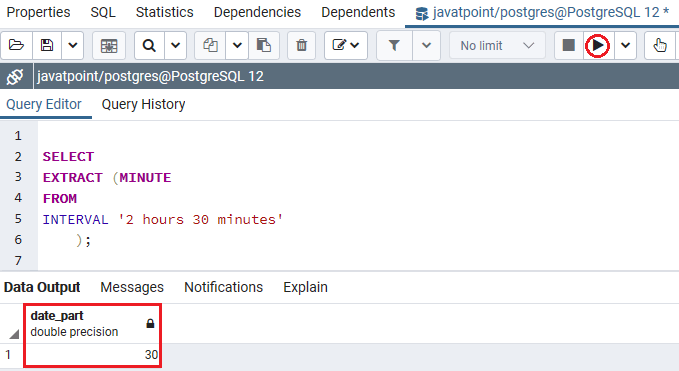 Properties SQL Statistics Dependencies Dependents javatpoint/postgres@PostgreSQL 12 *
No limit
javatpoint/postgres@PostgreSQL 12
Query Editor Query History
1
2 SELECT
3 EXTRACT (MINUTE
4 FROM
5 INTERVAL '2 hours 30 minutes'
6 );
7
Data Output Messages Notifications Explain
date_part
double precision
1 30